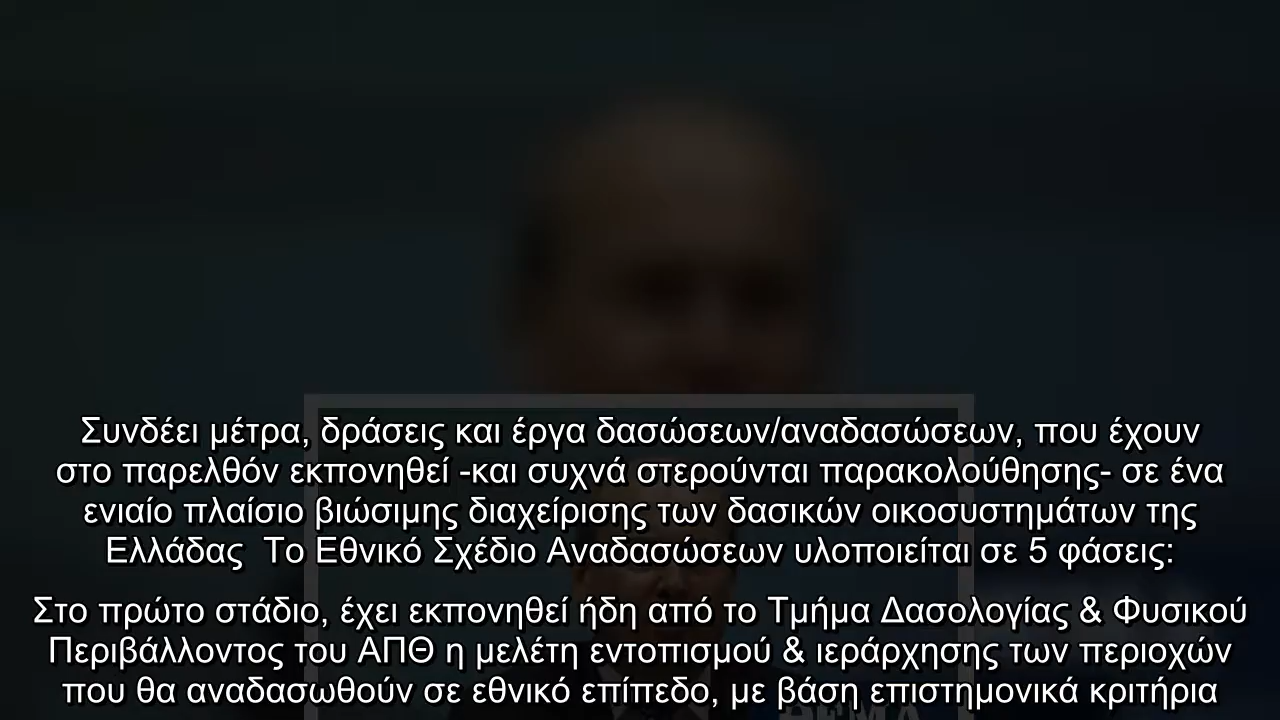 Συνδέει μέτρα, δράσεις και έργα δασώσεων/αναδασώσεων, που έχουν
στο παρελθόν εκπονηθεί -και συχνά στερούνται παρακολούθησης- σε ένα
ενιαίο πλαίσιο βιώσιμης διαχείρισης των δασικών οικοσυστημάτων της
Ελλάδας  Το Εθνικό Σχέδιο Αναδασώσεων υλοποιείται σε 5 φάσεις:
Στο πρώτο στάδιο, έχει εκπονηθεί ήδη από το Τμήμα Δασολογίας & Φυσικού
Περιβάλλοντος του ΑΠΘ η μελέτη εντοπισμού & ιεράρχησης των περιοχών
που θα αναδασωθούν σε εθνικό επίπεδο, με βάση επιστημονικά κριτήρια